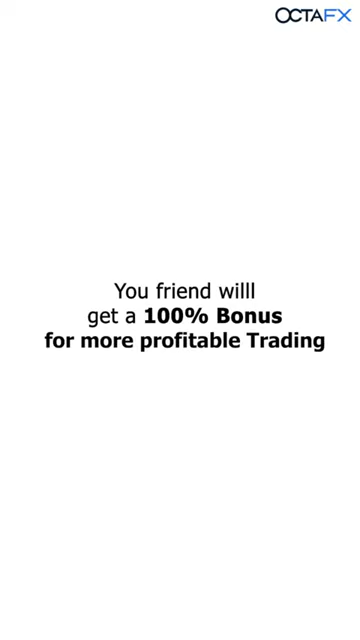 OCTAFX
You friend willl
get a 100% Bonus
for more profitable Trading